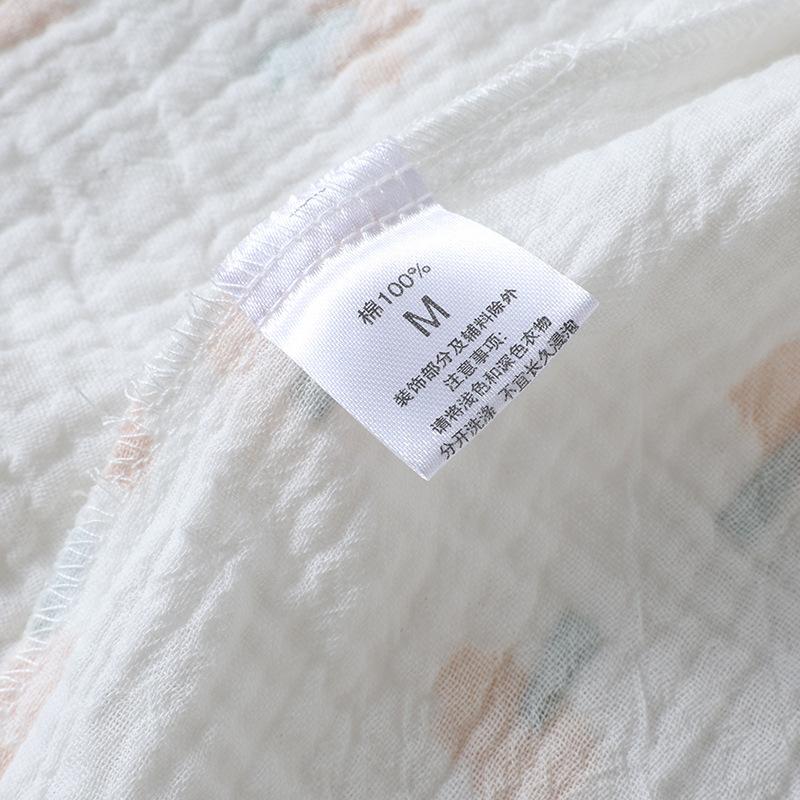 棉100%
M
装饰部分及辅料除外
注意事项:
请将浅色和深色衣物
分开洗涤 不宜长久浸泡